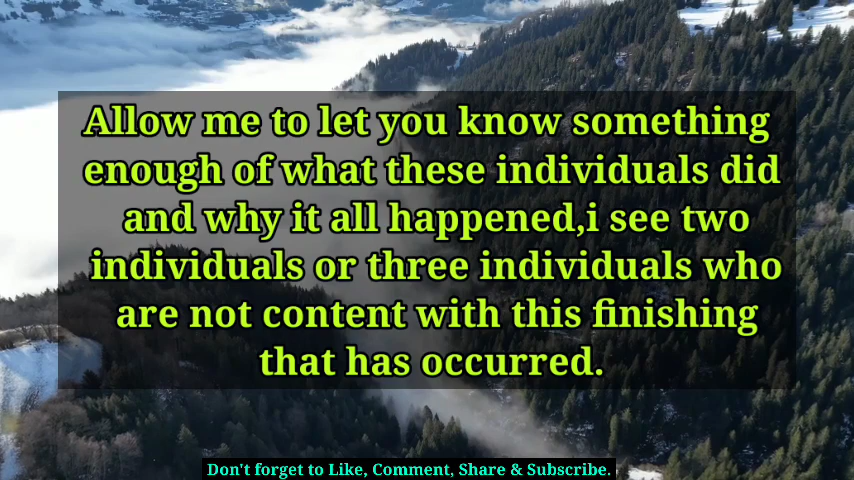 Allow me to let you know something
enough of what these individuals did
and why it all happened,i see two
individuals or three individuals who
are not content with this finishing
that has occurred.
Don't forget to Like, Comment, Share & Subscribe.